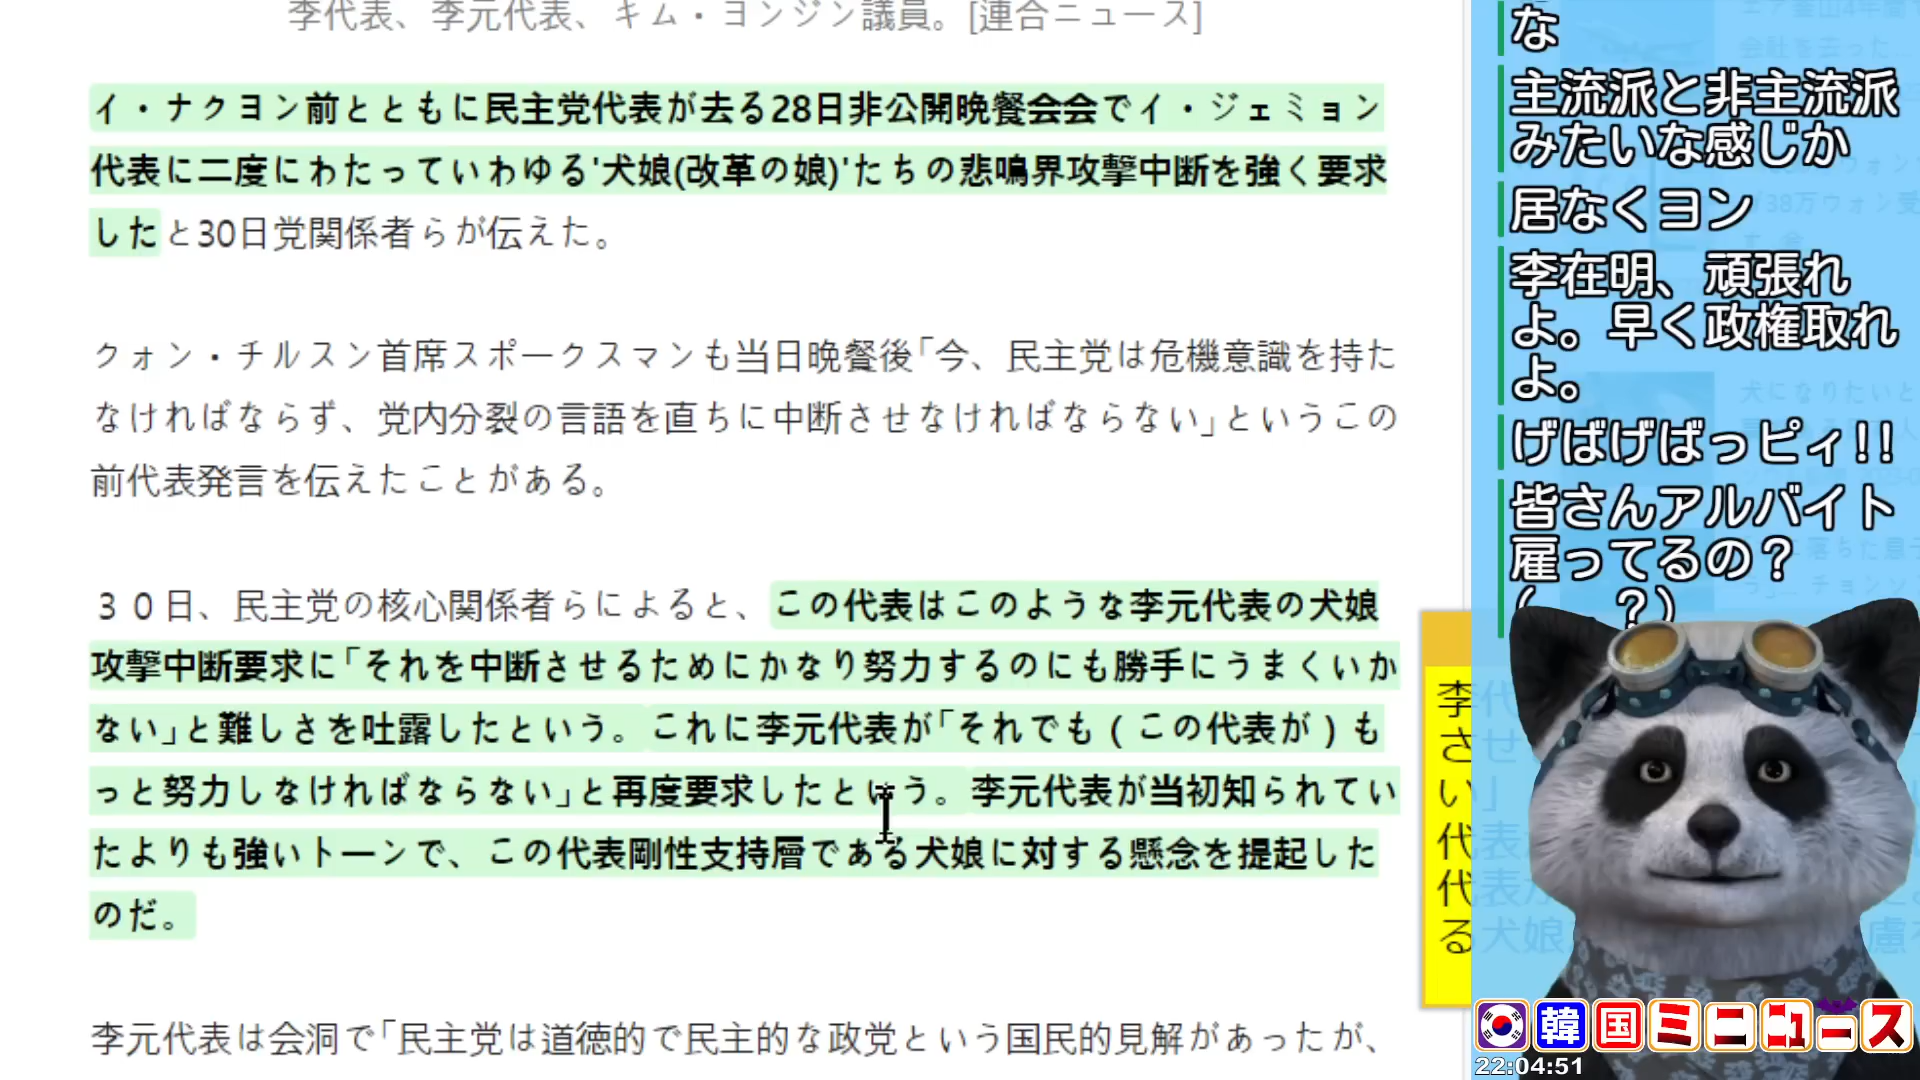 李代表、李元代表、キム・ヨンジン議員。[連合ニュース]
イ・ナクヨン前とともに民主党代表が去る28日非公開晩餐会会でイ・ジェミョン
代表に二度にわたっていわゆる'犬娘(改革の娘)'たちの悲鳴界攻撃中断を強く要求
したと30日党関係者らが伝えた。
クォン・チルスン首席スポークスマンも当日晩餐後「今、民主党は危機意識を持た
なければならず、党内分裂の言語を直ちに中断させなければならない」というこの
前代表発言を伝えたことがある。
３０日、民主党の核心関係者らによると、この代表はこのような李元代表の犬娘
攻撃中断要求に「それを中断させるためにかなり努力するのにも勝手にうまくいか
ない」と難しさを吐露したという。これに李元代表が「それでも（この代表が）も
っと努力しなければならない」と再度要求したという。李元代表が当初知られてい
たよりも強いトーンで、この代表剛性支持層である犬娘に対する懸念を提起した
のだ。
李元代表は会洞で「民主党は道徳的で民主的な政党という国民的見解があったが、
な
主流派と非主流派
みたいな感じか
居なくヨン
李在明、頑張れ
よ。早く政権取れ
よ。
げばげばっピィ!!
皆さんアルバイト
雇ってるの？
(　　?)
李代
させ
い」
代表
代表が
る犬娘
慮
韓国ミニニュース
22:04:51